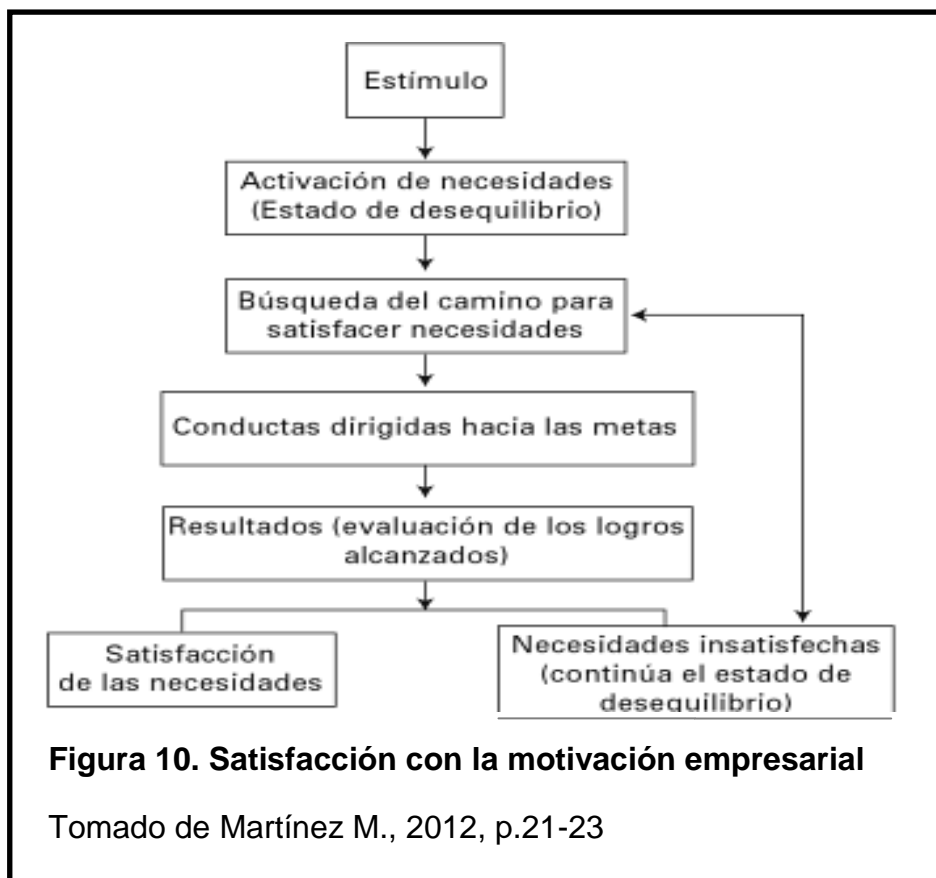 Estímulo
Activación de necesidades
(Estado de desequilibrio)
Búsqueda del camino para
satisfacer necesidades
Conductas dirigidas hacia las metas
Resultados (evaluación de los logros
alcanzados)
Satisfacción
de las necesidades
Necesidades insatisfechas
(continúa el estado de
desequilibrio)
Figura 10. Satisfacción con la motivación empresarial
Tomado de Martínez M., 2012, p.21-23